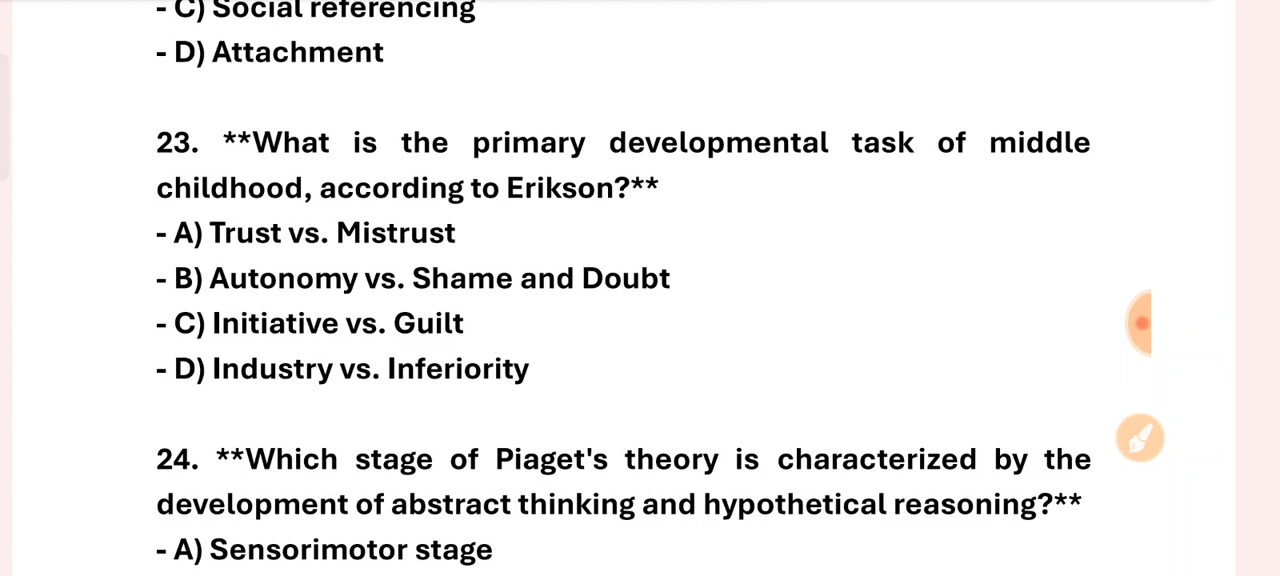 - C) Social referencing
- D) Attachment
23. **What is the primary developmental task of middle
childhood, according to Erikson?**
- A) Trust vs. Mistrust
- B) Autonomy vs. Shame and Doubt
- C) Initiative vs. Guilt
- D) Industry vs. Inferiority
24. **Which stage of Piaget's theory is characterized by the
development of abstract thinking and hypothetical reasoning?**
- A) Sensorimotor stage